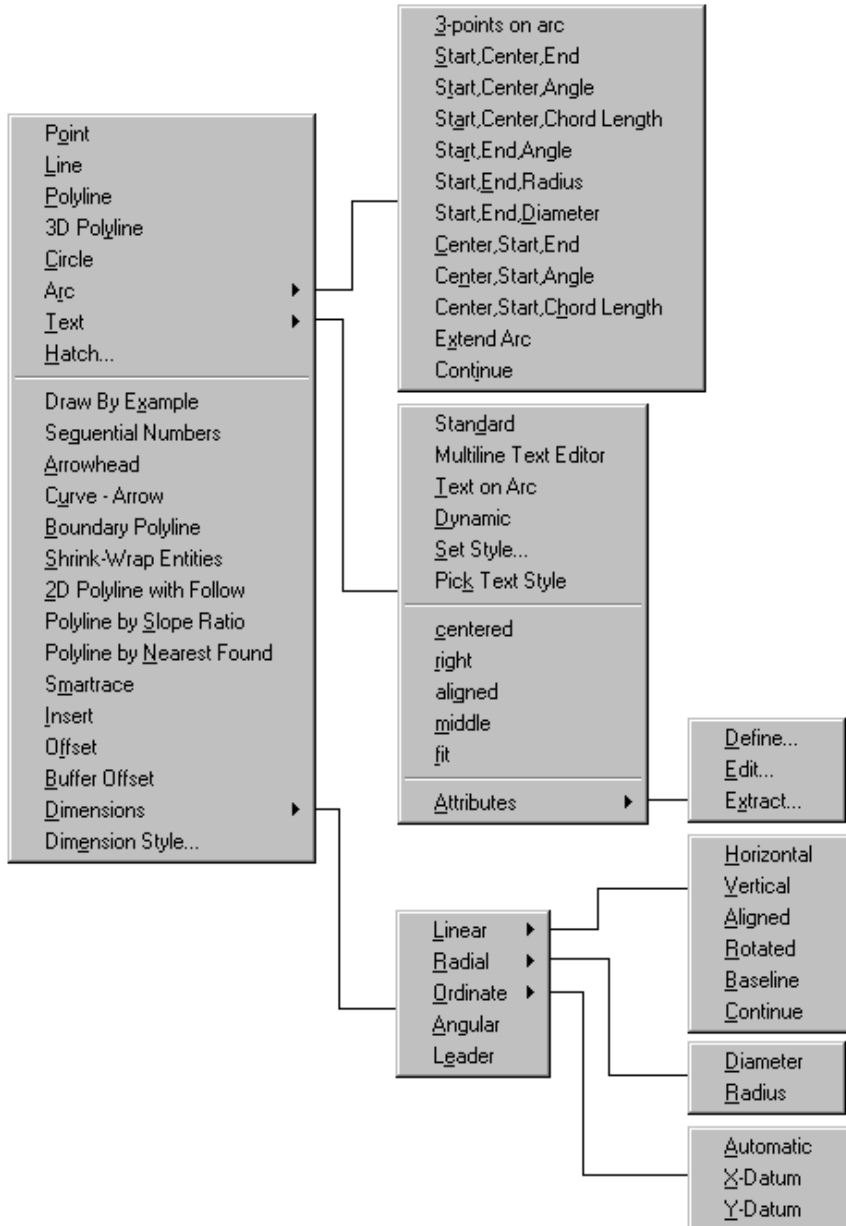 Point
Line
Polyline
3D Polyline
Circle
Arc
Text
Hatch...
Draw By Example
Seguential Numbers
Arrowhead
Curve - Arrow
Boundary Polyline
Shrink-Wrap Entities
2D Polyline with Follow
Polyline by Slope Ratio
Polyline by Nearest Found
Smartrace
Insert
Offset
Buffer Offset
Dimensions
Dimension Style...
3-points on arc
Start,Center,End
Start,Center,Angle
Start,Center,Chord Length
Start,End,Angle
Start,End,Radius
Start,End,Diameter
Center,Start,End
Center,Start,Angle
Center,Start,Chord Length
Extend Arc
Continue
Standard
Multiline Text Editor
Text on Arc
Dynamic
Set Style...
Pick Text Style
centered
right
aligned
middle
fit
Attributes
Define...
Edit...
Extract...
Linear
Radial
Ordinate
Angular
Leader
Horizontal
Vertical
Aligned
Rotated
Baseline
Continue
Diameter
Radius
Automatic
X-Datum
Y-Datum